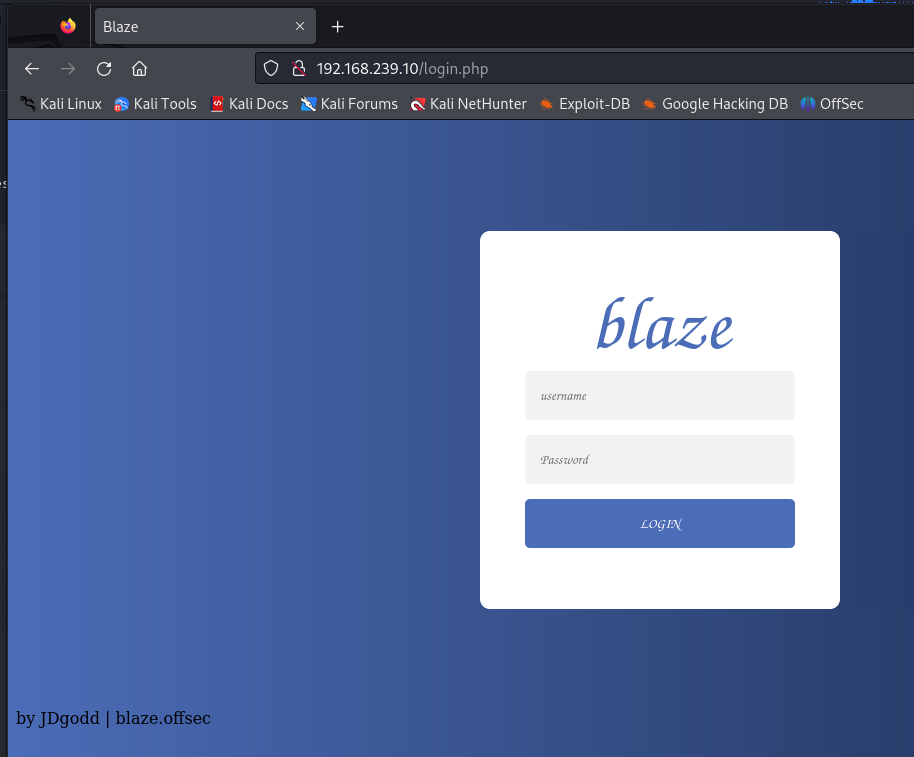 Blaze
192.168.239.10/login.php
Kali Linux Kali Tools Kali Docs Kali Forums Kali NetHunter Exploit-DB Google Hacking DB OffSec
es
blaze
username
Password
LOGIN
by JDgodd | blaze.offsec